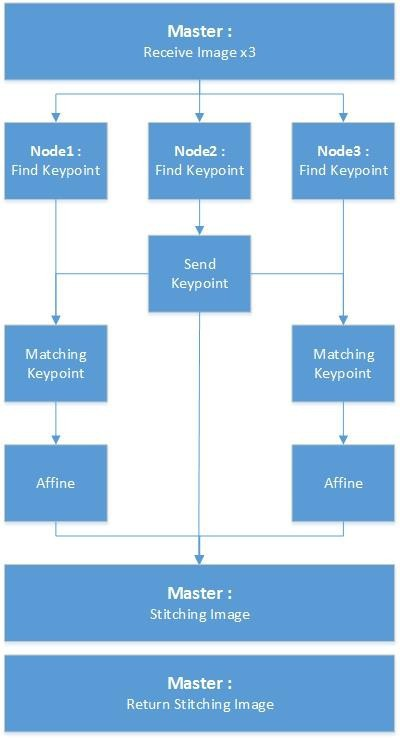 Master :
Receive Image x3
Node1 :
Find Keypoint
Node2 :
Find Keypoint
Node3 :
Find Keypoint
Send
Keypoint
Matching
Keypoint
Matching
Keypoint
Affine
Affine
Master :
Stitching Image
Master :
Return Stitching Image